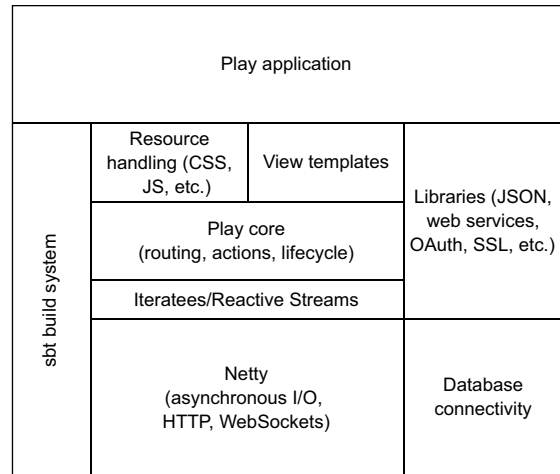 Play application
sbt build system
Resource
handling (CSS,
JS, etc.)
View templates
Play core
(routing, actions, lifecycle)
Iteratees/Reactive Streams
Netty
(asynchronous I/O,
HTTP, WebSockets)
Libraries (JSON,
web services,
OAuth, SSL, etc.)
Database
connectivity